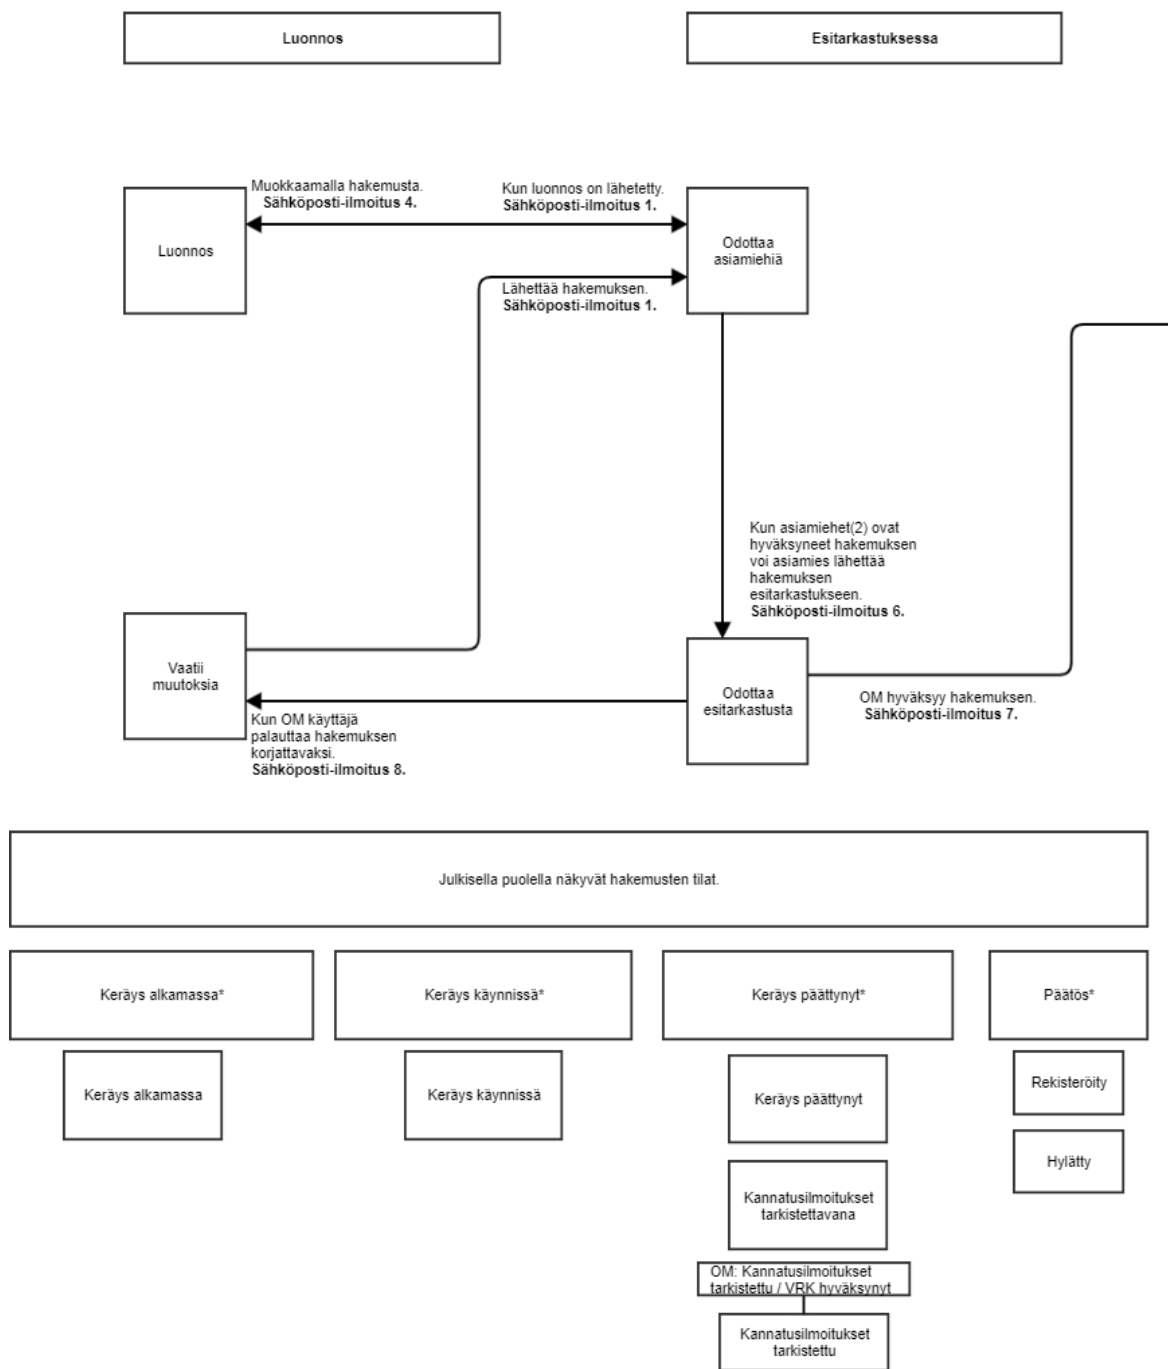 Luonnos
Esitarkastuksessa
Muokkaamalla hakemusta.
Sähköposti-ilmoitus 4.
Kun luonnos on lähetetty.
Sähköposti-ilmoitus 1.
Luonnos
Odottaa
asiamiehiä
Lähettää hakemuksen.
Sähköposti-ilmoitus 1.
Kun asiamiehet(2) ovat
hyväksyneet hakemuksen
voi asiamies lähettää
hakemuksen
esitarkastukseen.
Sähköposti-ilmoitus 6.
Vaatii
muutoksia
Odottaa
esitarkastusta
OM hyväksyy hakemuksen.
Sähköposti-ilmoitus 7.
Kun OM käyttäjä
palauttaa hakemuksen
korjattavaksi.
Sähköposti-ilmoitus 8.
Julkisella puolella näkyvät hakemusten tilat.
Keräys alkamassa*
Keräys käynnissä*
Keräys päättynyt*
Päätös*
Keräys alkamassa
Keräys käynnissä
Keräys päättynyt
Rekisteröity
Hylätty
Kannatusilmoitukset
tarkistettavana
OM: Kannatusilmoitukset
tarkistettu / VRK hyväksynyt
Kannatusilmoitukset
tarkistettu